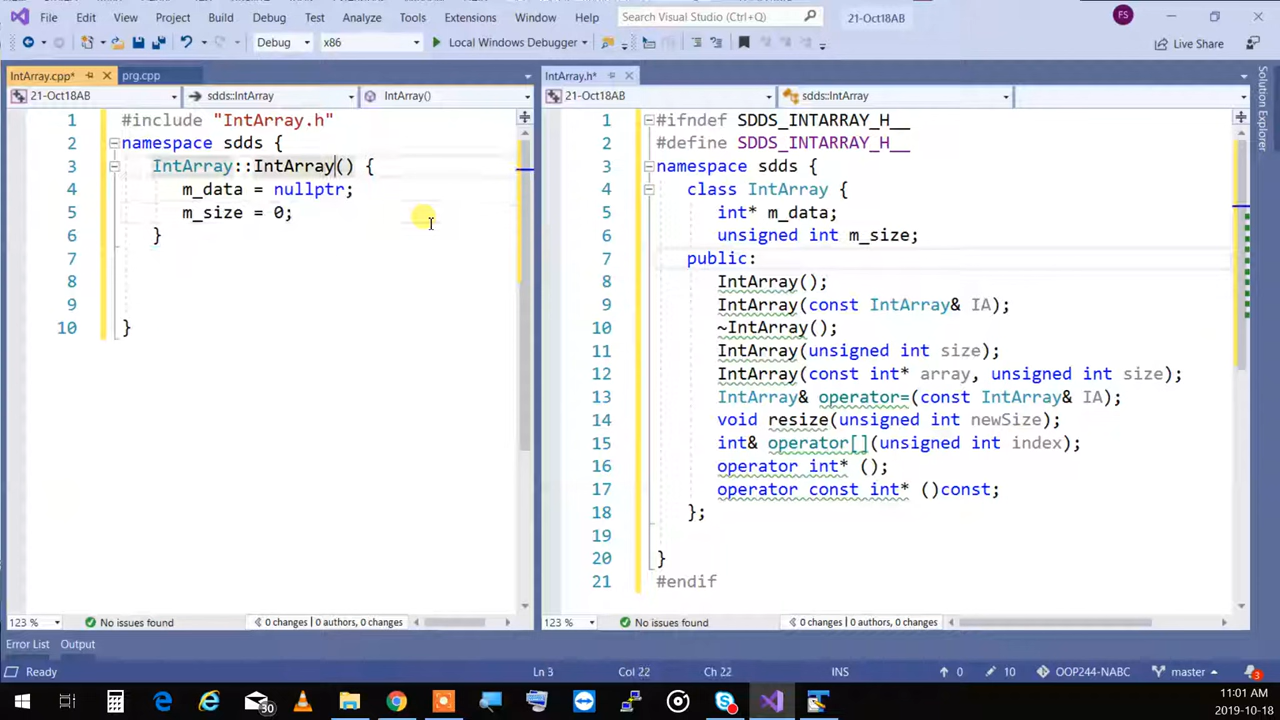 File Edit View Project Build Debug Test Analyze Tools Extensions Window Help Search Visual Studio (Ctrl+Q) 21-Oct18AB FS
Debug x86 Local Windows Debugger Live Share
IntArray.cpp* prg.cpp
21-Oct18AB sdds::IntArray IntArray()
1 #include "IntArray.h"
2 namespace sdds {
3 IntArray::IntArray() {
4 m_data = nullptr;
5 m_size = 0;
6 }
7
8
9
10 }
123 % No issues found 0 changes | 0 authors, 0 changes
IntArray.h*
21-Oct18AB sdds::IntArray
1 #ifndef SDDS_INTARRAY_H__
2 #define SDDS_INTARRAY_H__
3 namespace sdds {
4 class IntArray {
5 int* m_data;
6 unsigned int m_size;
7 public:
8 IntArray();
9 IntArray(const IntArray& IA);
10 ~IntArray();
11 IntArray(unsigned int size);
12 IntArray(const int* array, unsigned int size);
13 IntArray& operator=(const IntArray& IA);
14 void resize(unsigned int newSize);
15 int& operator[](unsigned int index);
16 operator int* ();
17 operator const int* ()const;
18 };
19
20 }
21 #endif
123 % No issues found 0 changes | 0 authors, 0 changes
Solution Explorer
Error List Output
Ready Ln 3 Col 22 Ch 22 INS 0 10 OOP244-NABC master 3
30
11:01 AM
2019-10-18